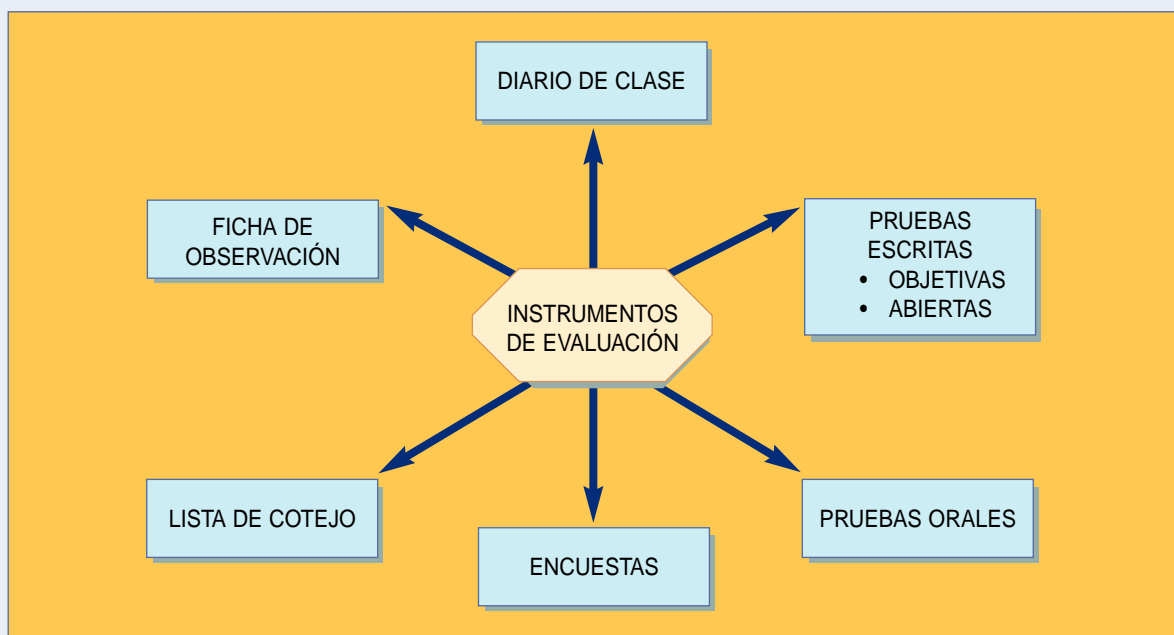 DIARIO DE CLASE
FICHA DE
OBSERVACIÓN
PRUEBAS
ESCRITAS
• OBJETIVAS
• ABIERTAS
INSTRUMENTOS
DE EVALUACIÓN
LISTA DE COTEJO
ENCUESTAS
PRUEBAS ORALES